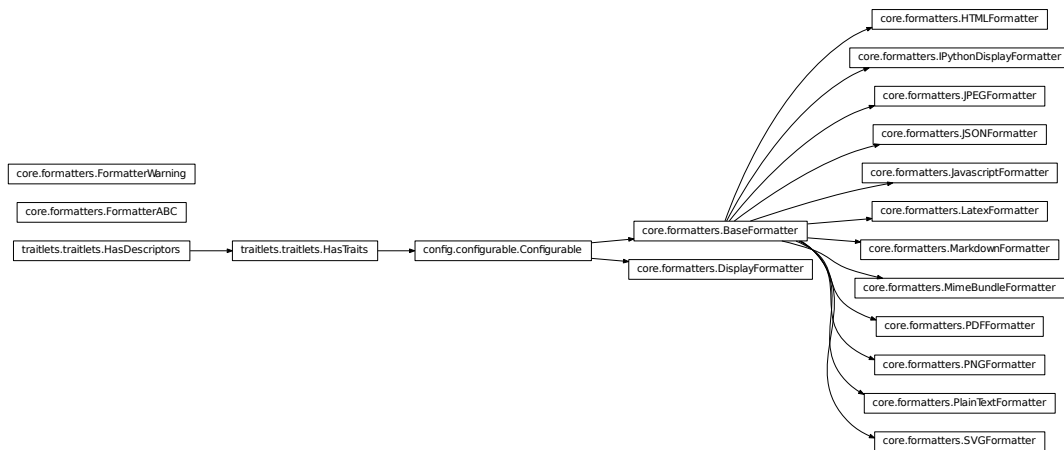 core.formatters.HTMLFormatter
core.formatters.IPythonDisplayFormatter
core.formatters.JPEGFormatter
core.formatters.JSONFormatter
core.formatters.FormatterWarning
core.formatters.JavascriptFormatter
core.formatters.FormatterABC
core.formatters.LatexFormatter
core.formatters.BaseFormatter
traitlets.traitlets.HasDescriptors
traitlets.traitlets.HasTraits
config.configurable.Configurable
core.formatters.MarkdownFormatter
core.formatters.DisplayFormatter
core.formatters.MimeBundleFormatter
core.formatters.PDFFormatter
core.formatters.PNGFormatter
core.formatters.PlainTextFormatter
core.formatters.SVGFormatter